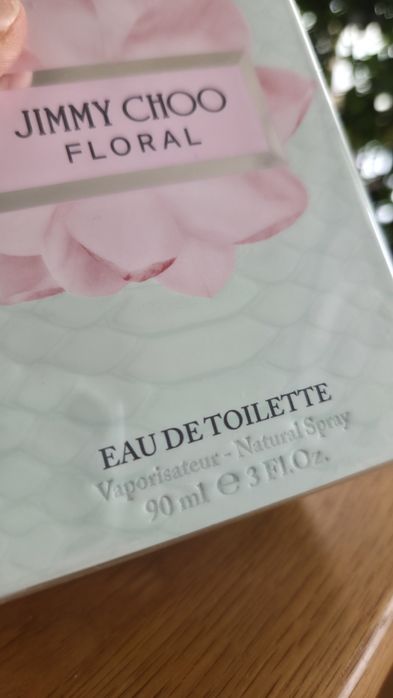 JIMMY CHOO
FLORAL
EAU DE TOILETTE
Vaporisateur - Natural Spray
90 ml ℮ 3 Fl.Oz.